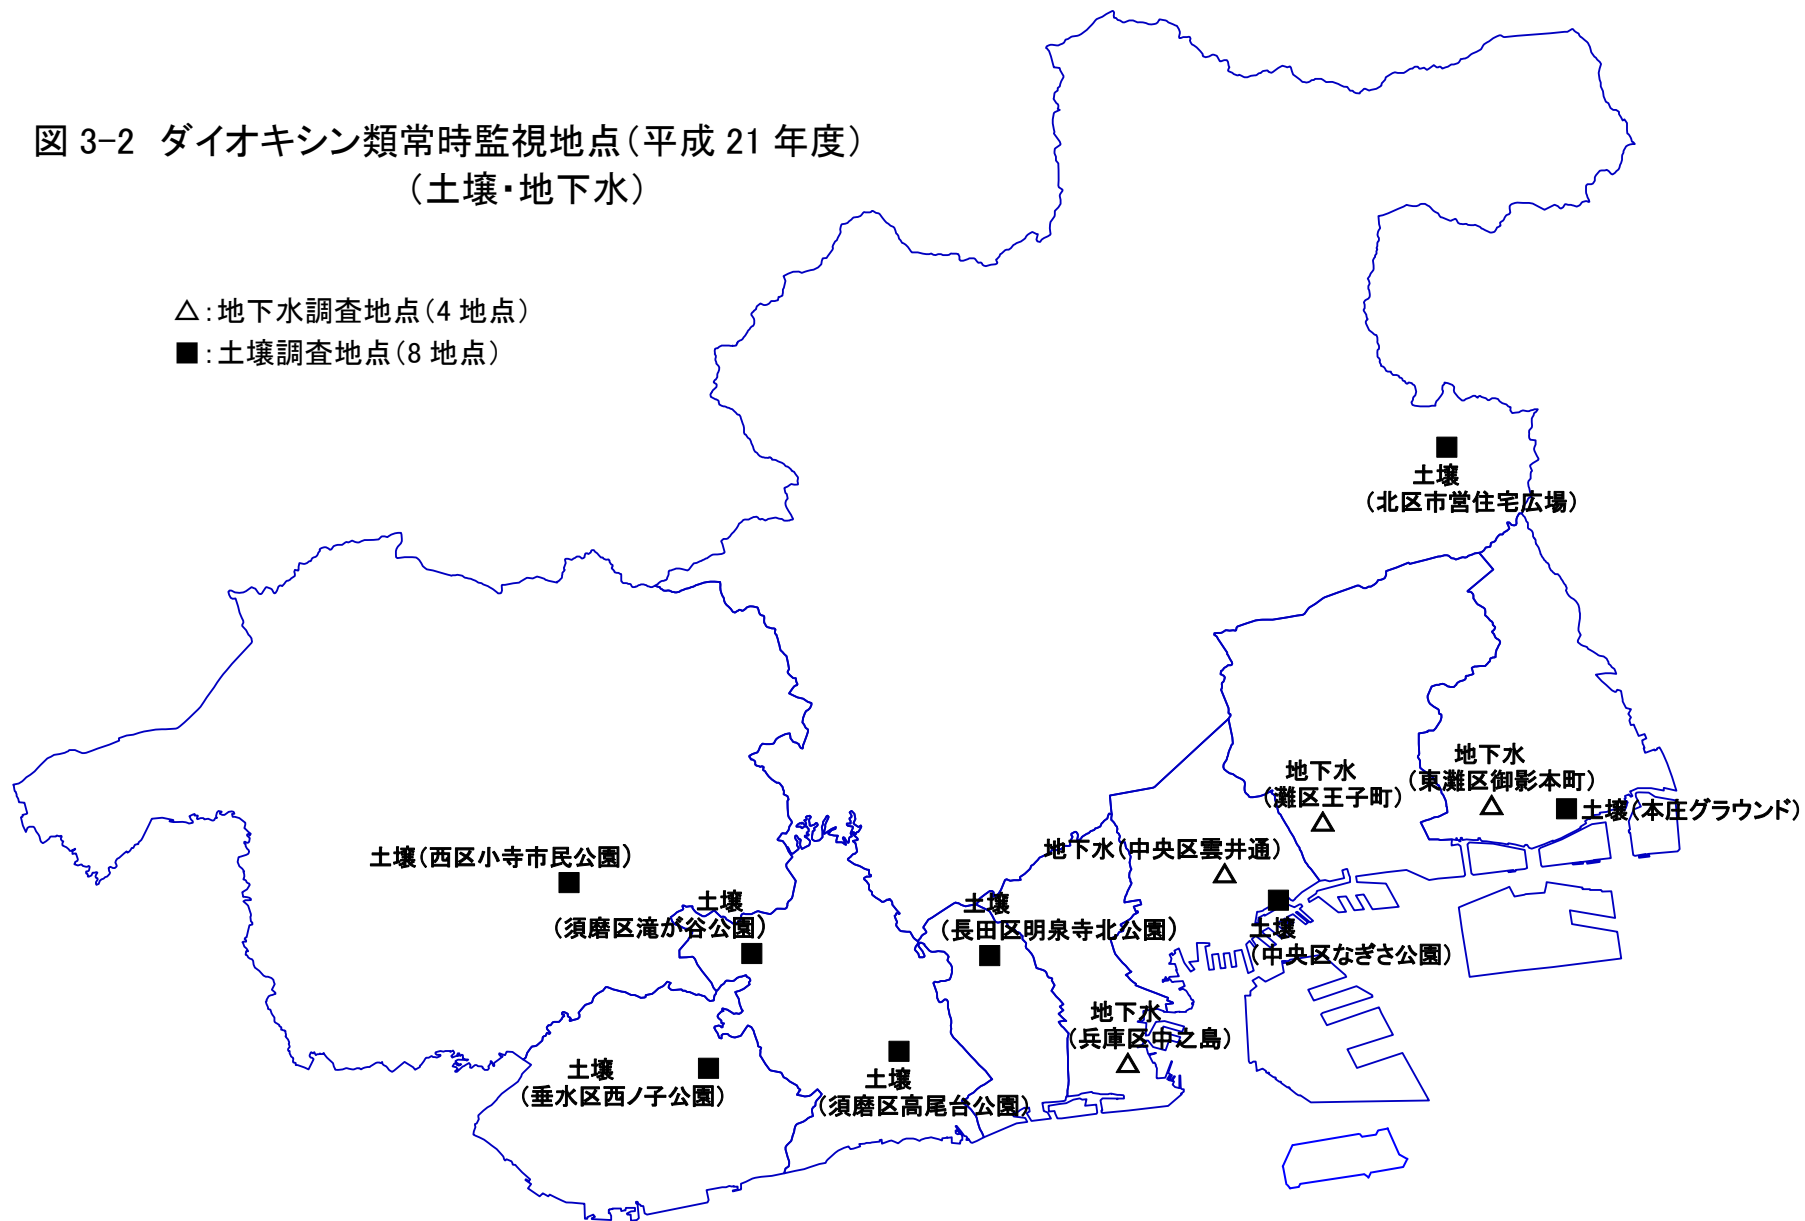 図 3-2 ダイオキシン類常時監視地点(平成 21 年度)
(土壌・地下水)
△:地下水調査地点(4 地点)
■:土壌調査地点(8 地点)
土壌
(北区市営住宅広場)
地下水
(東灘区御影本町)
地下水
(灘区王子町)
土壌(本庄グラウンド)
地下水(中央区雲井通)
土壌(西区小寺市民公園)
土壌
(須磨区滝が谷公園)
土壌
(長田区明泉寺北公園)
土壌
(中央区なぎさ公園)
地下水
(兵庫区中之島)
土壌
(垂水区西ノ子公園)
土壌
(須磨区高尾台公園)